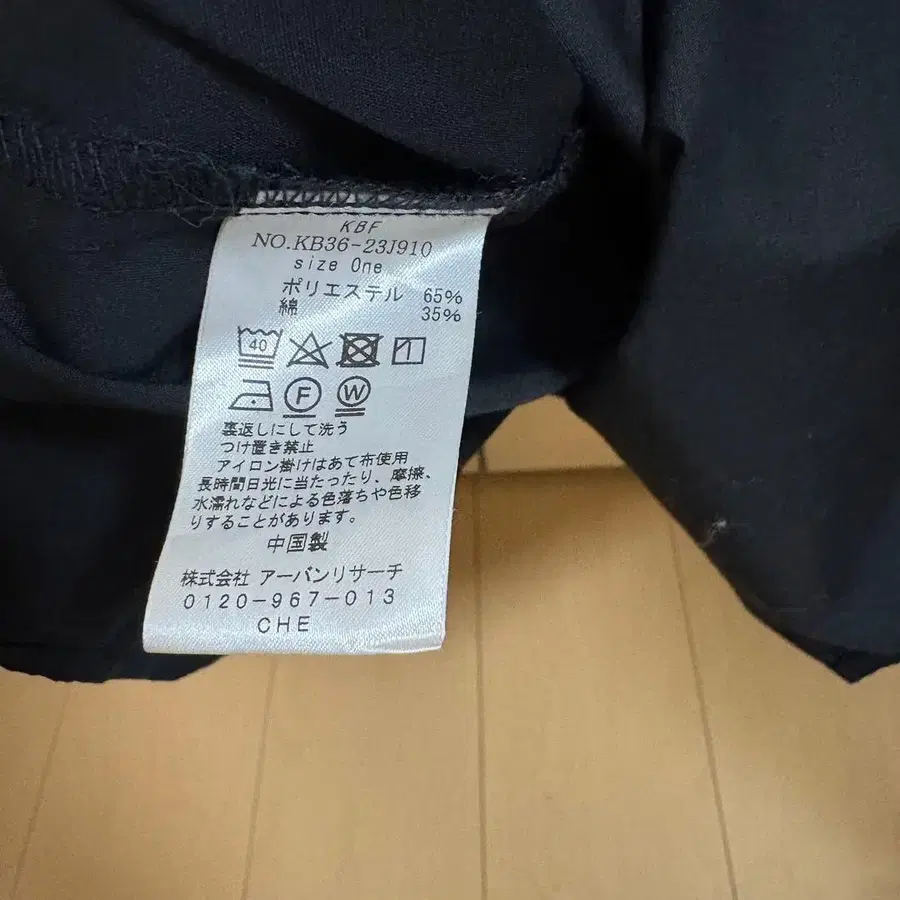 KBF
NO.KB36-23J910
size One
ポリエステル 65%
綿 35%
40
F W
裏返しにして洗う
つけ置き禁止
アイロン掛けはあて布使用
長時間日光に当たったり、摩擦、
水濡れなどによる色落ちや色移
りすることがあります。
中国製
株式会社 アーバンリサーチ
0120-967-013
CHE